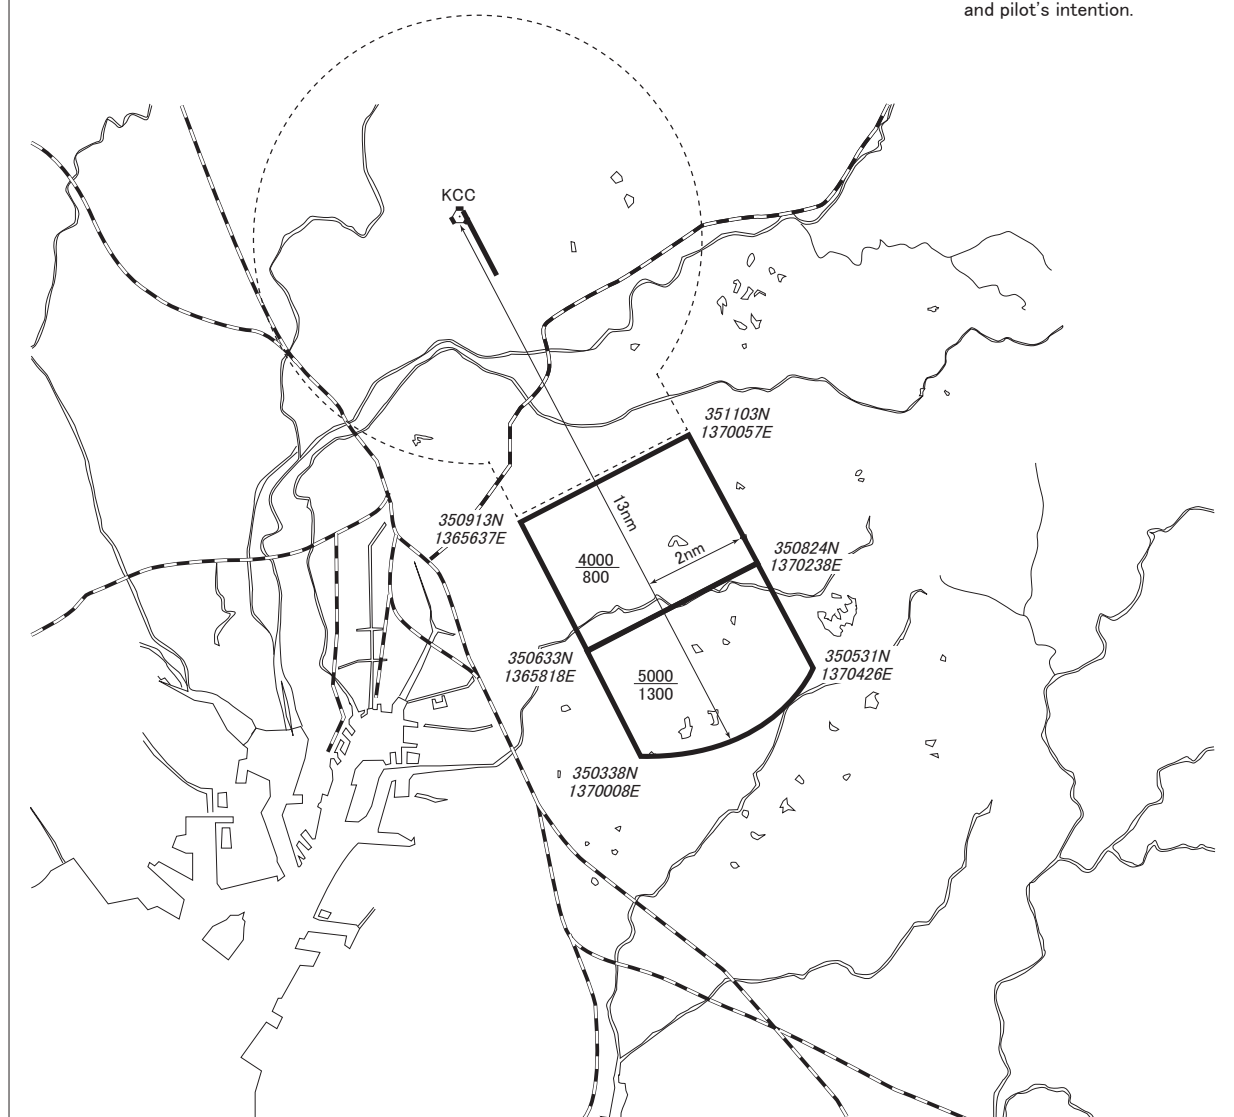 and pilot's intention.
KCC
351103N
1370057E
13nm
350913N
1365637E
2nm
350824N
1370238E
4000
800
350633N
1365818E
350531N
1370426E
5000
1300
350338N
1370008E